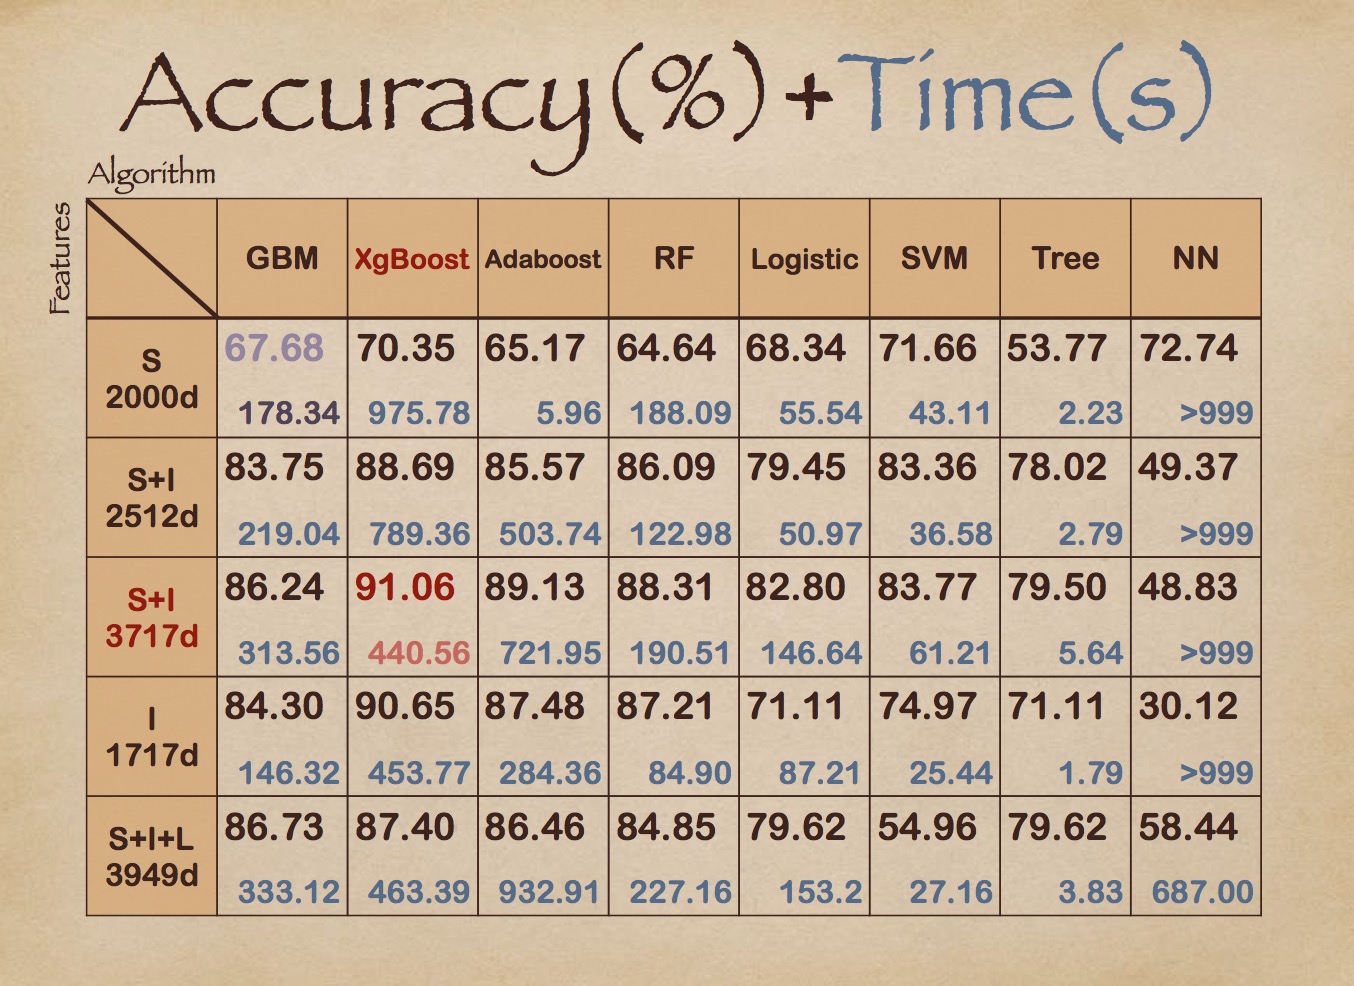 Accuracy(%)+Time(s)
Algorithm
Features
GBM XgBoost Adaboost RF Logistic SVM Tree NN
S
2000d
67.68 70.35 65.17 64.64 68.34 71.66 53.77 72.74
178.34 975.78 5.96 188.09 55.54 43.11 2.23 >999
S+I
2512d
83.75 88.69 85.57 86.09 79.45 83.36 78.02 49.37
219.04 789.36 503.74 122.98 50.97 36.58 2.79 >999
S+I
3717d
86.24 91.06 89.13 88.31 82.80 83.77 79.50 48.83
313.56 440.56 721.95 190.51 146.64 61.21 5.64 >999
I
1717d
84.30 90.65 87.48 87.21 71.11 74.97 71.11 30.12
146.32 453.77 284.36 84.90 87.21 25.44 1.79 >999
S+I+L
3949d
86.73 87.40 86.46 84.85 79.62 54.96 79.62 58.44
333.12 463.39 932.91 227.16 153.2 27.16 3.83 687.00